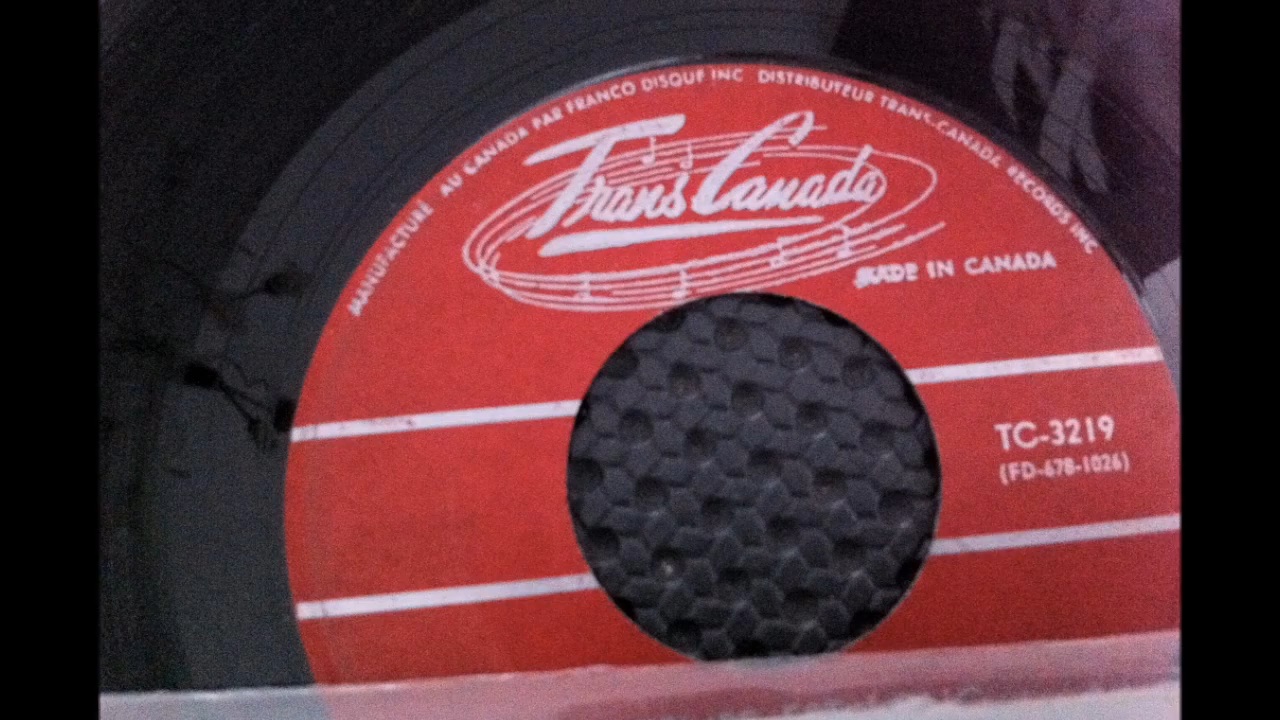 MANUFACTURÉ AU CANADA PAR FRANCO DISQUE INC DISTRIBUTEUR TRANS-CANADA RECORDS INC
Trans Canada
MADE IN CANADA
TC-3219
(FD-678-1026)